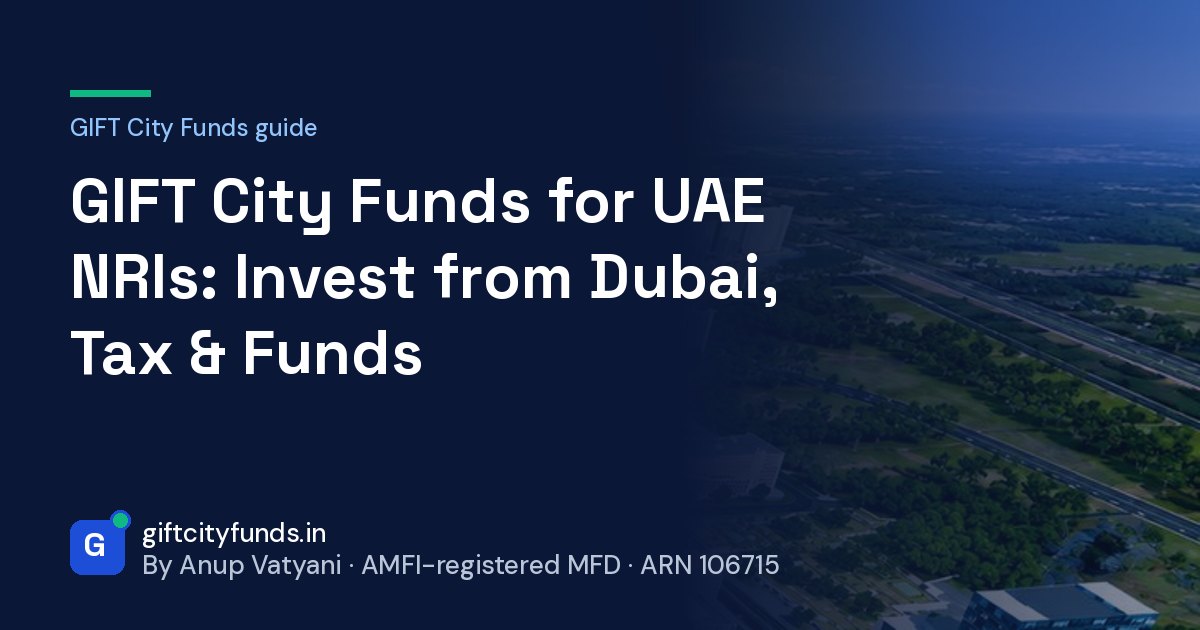 GIFT City Funds guide
GIFT City Funds for UAE
NRIs: Invest from Dubai,
Tax & Funds
G
giftcityfunds.in
By Anup Vatyani · AMFI-registered MFD · ARN 106715